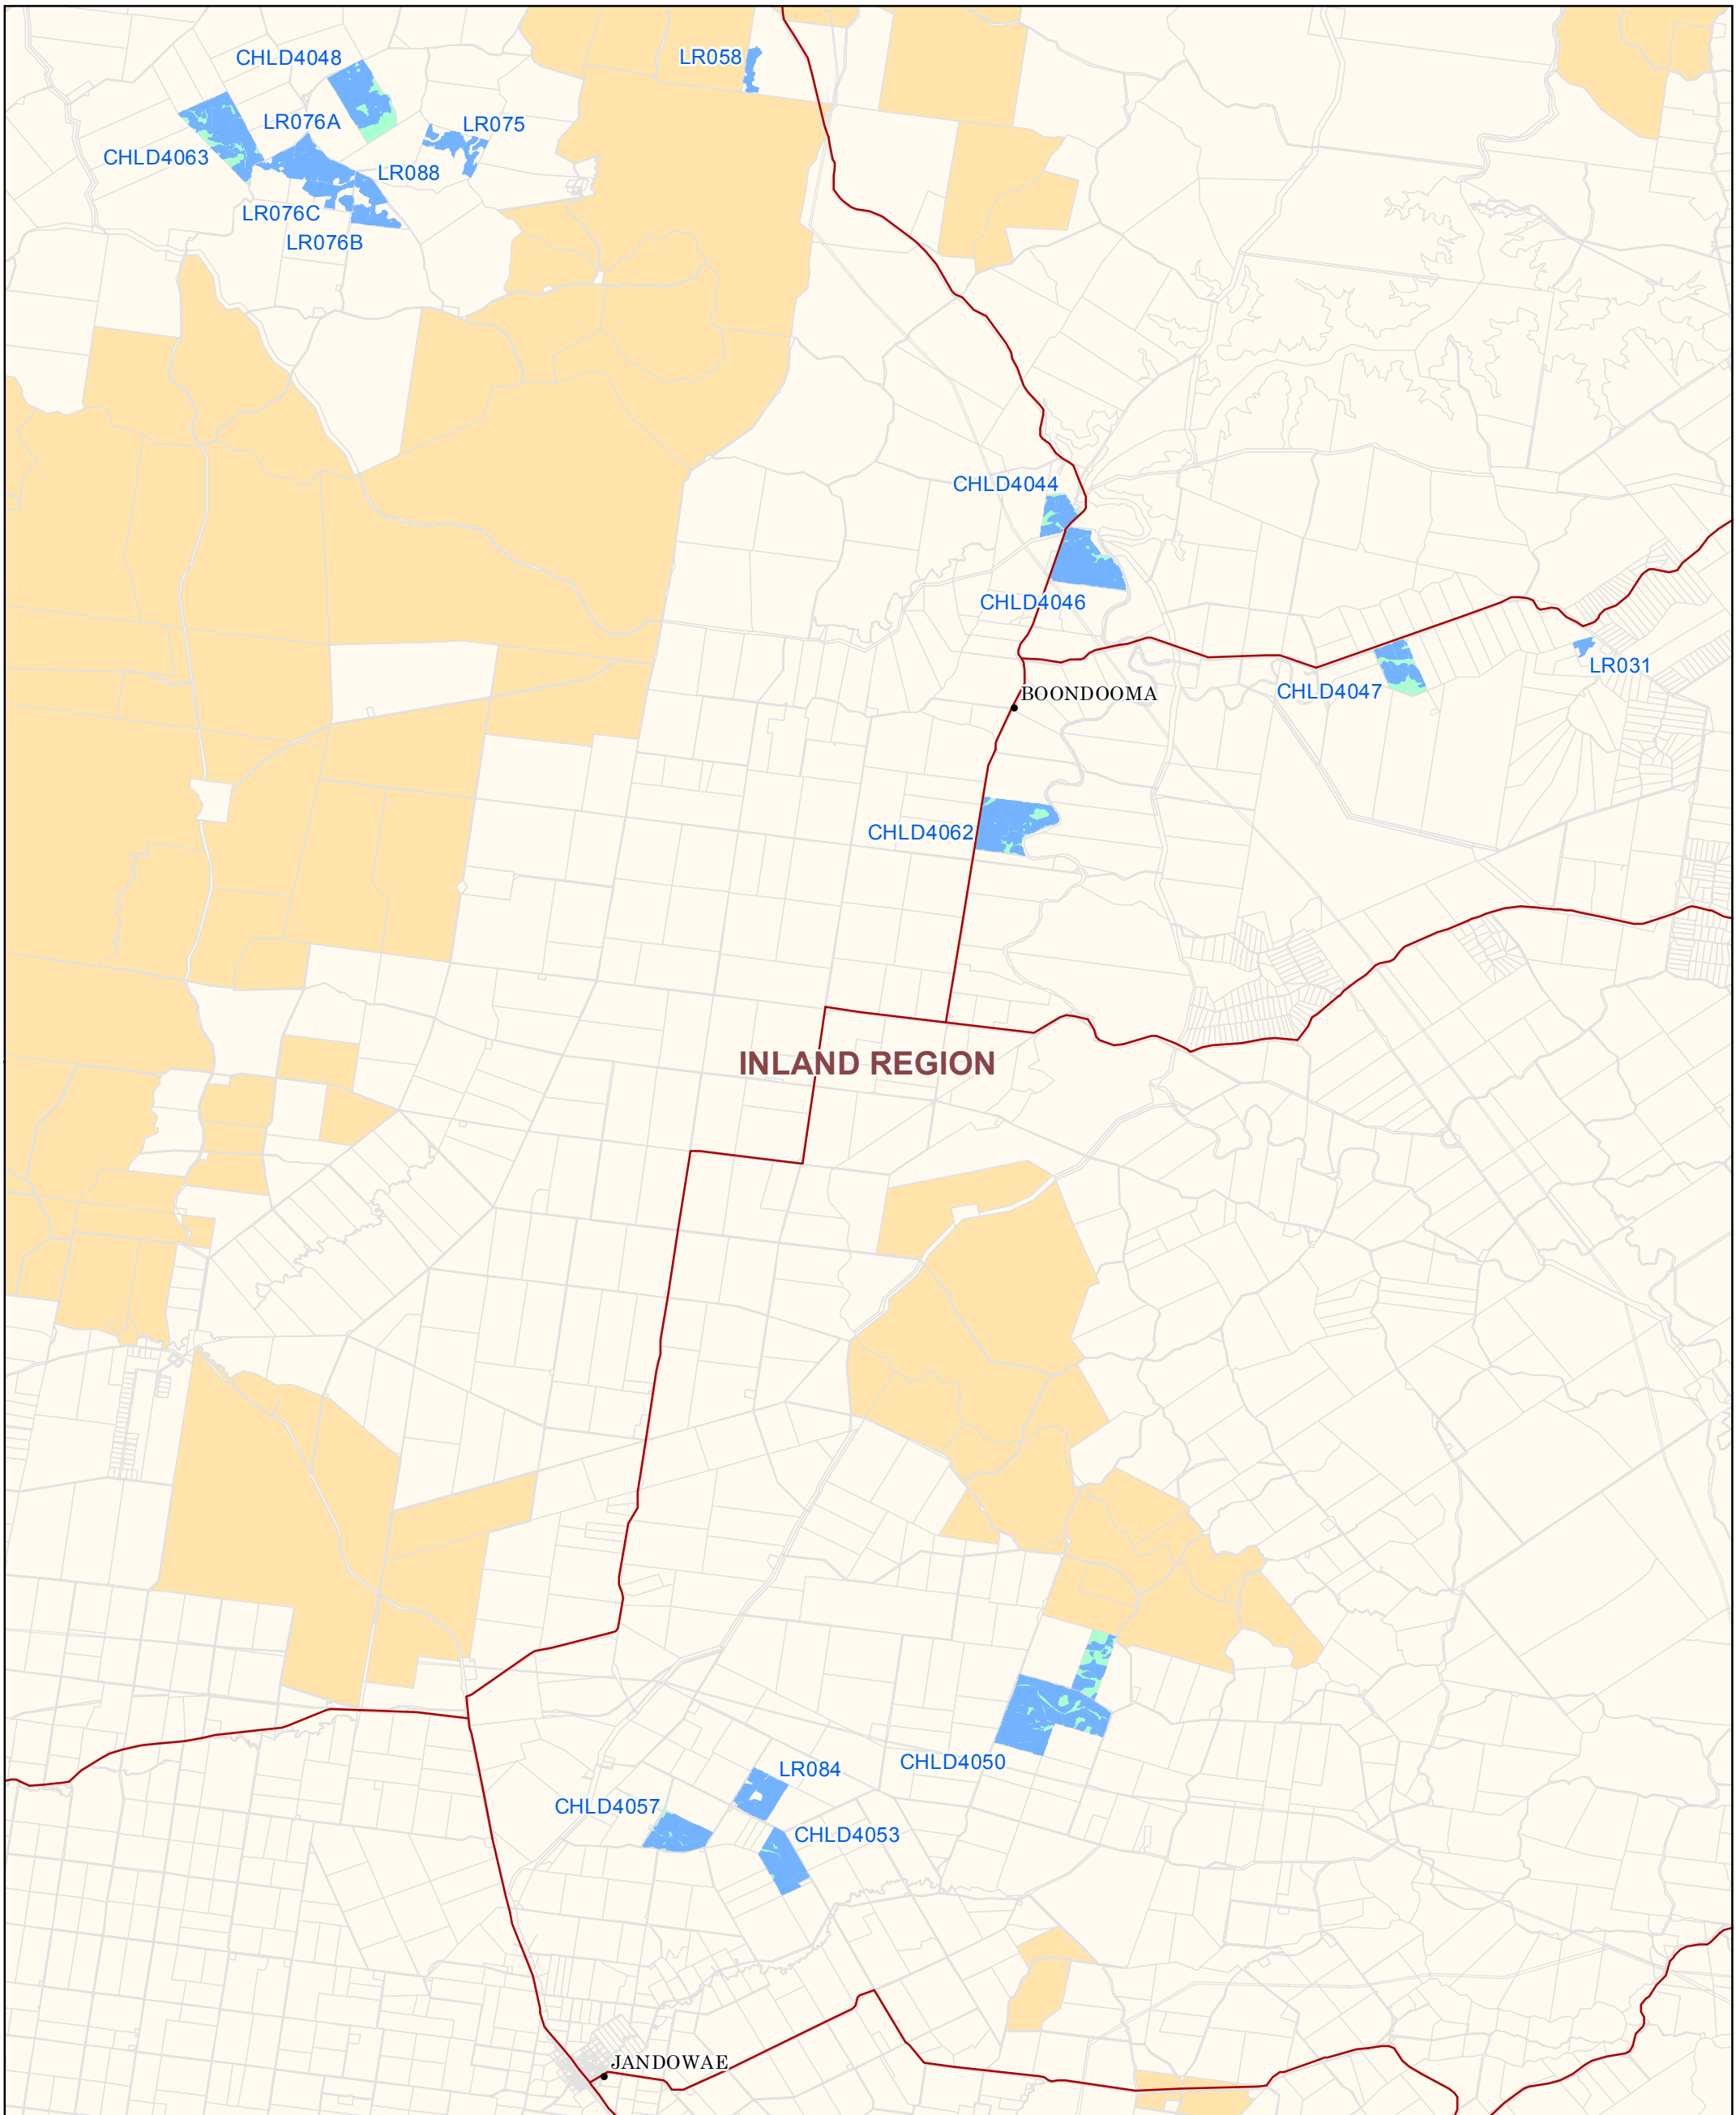 CHLD4048
LR058
LR076A
LR075
CHLD4063
LR088
LR076C
LR076B
CHLD4044
CHLD4046
LR031
CHLD4047
BOONDOOMA
CHLD4062
INLAND REGION
CHLD4050
LR084
CHLD4057
CHLD4053
JANDOWAE